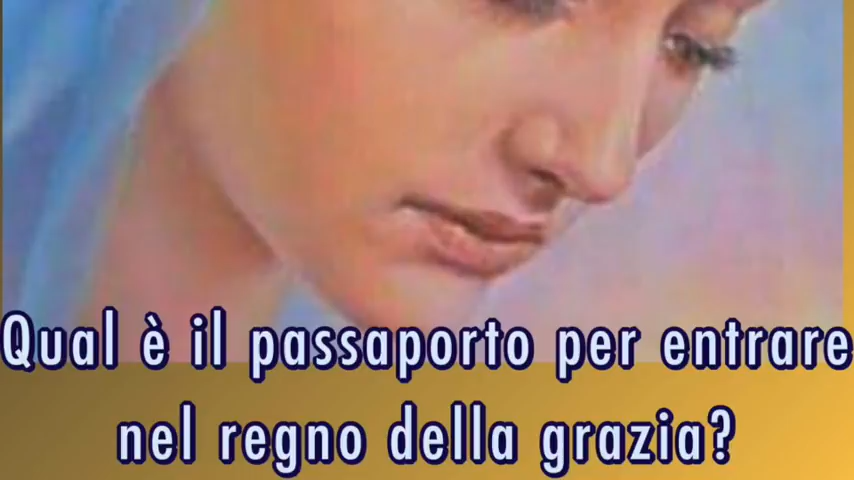 Qual è il passaporto per entrare
nel regno della grazia?